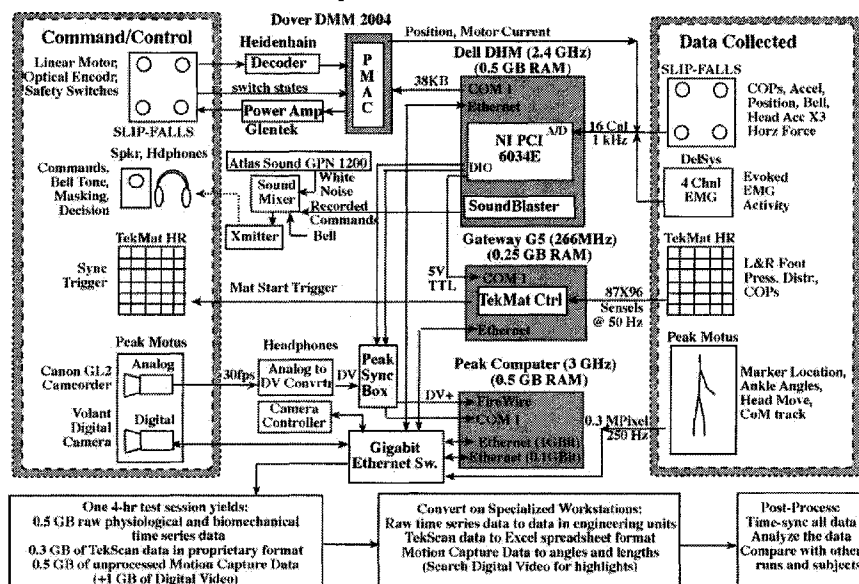 Dover DMM 2004
Command/Control
Linear Motor,
Optical Encodr,
Safety Switches
SLIP-FALLS
Heidenhain
Decoder
switch states
Power Amp
Glentek
PMAC
Position, Motor Current
38KB
Dell DHM (2.4 GHz)
(0.5 GB RAM)
COM 1
Ethernet
A/D
NI PCI
6034E
DIO
SoundBlaster
16 Cnl
1 kHz
Data Collected
SLIP-FALLS
COPs, Accel,
Position, Bell,
Head Acc X3
Horz Force
DelSys
4 Chnl
EMG
Evoked
EMG
Activity
Spkr, Hdphones
Commands,
Bell Tone,
Masking,
Decision
Atlas Sound GPN 1200
Sound
Mixer
White
Noise
Recorded
Commands
Bell
Xmitter
TekMat HR
Sync
Trigger
Mat Start Trigger
5V
TTL
Gateway G5 (266MHz)
(0.25 GB RAM)
COM 1
TekMat Ctrl
Ethernet
87X96
Sensels
@ 50 Hz
TekMat HR
L&R Foot
Press. Distr,
COPs
Peak Motus
Analog
Canon GL2
Camcorder
Digital
Volant
Digital
Camera
30fps
Headphones
Analog to
DV Convrtr
DV
Camera
Controller
Peak
Sync
Box
Gigabit
Ethernet Sw.
Peak Computer (3 GHz)
(0.5 GB RAM)
DV+
FireWire
COM 1
Ethernet (1GBit)
Ethernet (0.1GBit)
0.3 MPixel
250 Hz
Peak Motus
Marker Location,
Ankle Angles,
Head Move,
CoM track
One 4-hr test session yields:
0.5 GB raw physiological and biomechanical
time series data
0.3 GB of TekScan data in proprietary format
0.5 GB of unprocessed Motion Capture Data
(+1 GB of Digital Video)
Convert on Specialized Workstations:
Raw time series data to data in engineering units
TekScan data to Excel spreadsheet format
Motion Capture Data to angles and lengths
(Search Digital Video for highlights)
Post-Process:
Time-sync all data
Analyze the data
Compare with other
runs and subjects